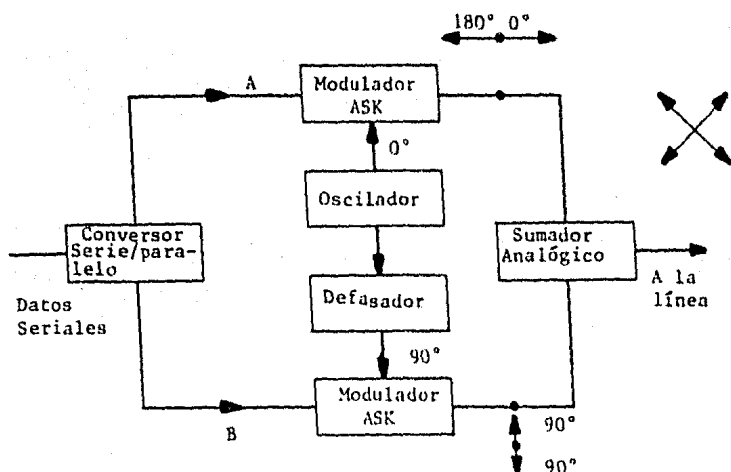 180° 0°
A
Modulador
ASK
0°
Oscilador
Conversor
Serie/para-
lelo
Sumador
Analógico
Datos
Seriales
A la
línea
Defasador
90°
Modulador
ASK
B
90°
90°